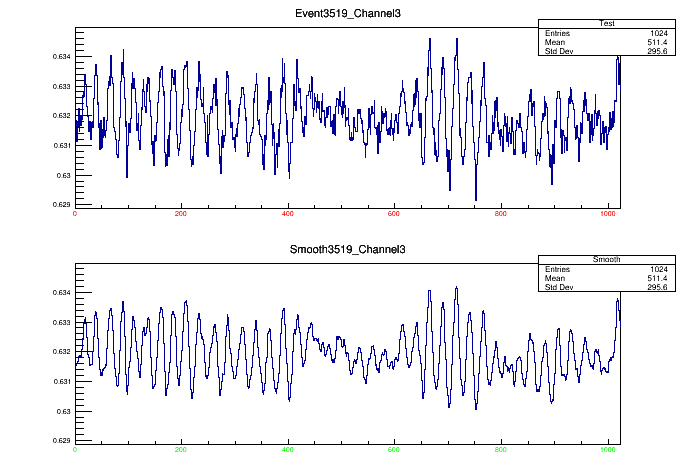 Event3519_Channel3
Test
Entries 1024
Mean 511.4
Std Dev 295.6
0.634
0.633
0.632
0.631
0.63
0.629
0 200 400 600 800 1000
Smooth3519_Channel3
Smooth
Entries 1024
Mean 511.4
Std Dev 295.6
0.634
0.633
0.632
0.631
0.63
0.629
0 200 400 600 800 1000